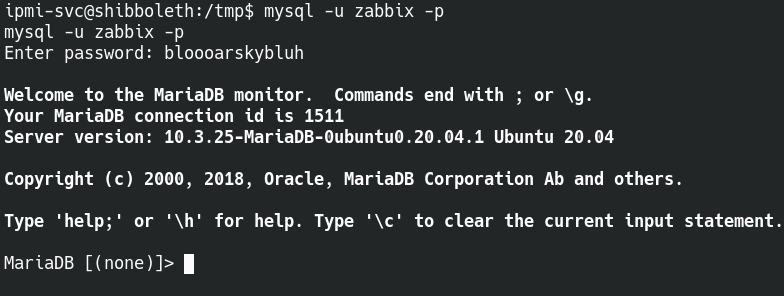 ipmi-svc@shibboleth:/tmp$ mysql -u zabbix -p
mysql -u zabbix -p
Enter password: bloooarskybluh
Welcome to the MariaDB monitor.  Commands end with ; or \g.
Your MariaDB connection id is 1511
Server version: 10.3.25-MariaDB-0ubuntu0.20.04.1 Ubuntu 20.04
Copyright (c) 2000, 2018, Oracle, MariaDB Corporation Ab and others.
Type 'help;' or '\h' for help. Type '\c' to clear the current input statement.
MariaDB [(none)]>